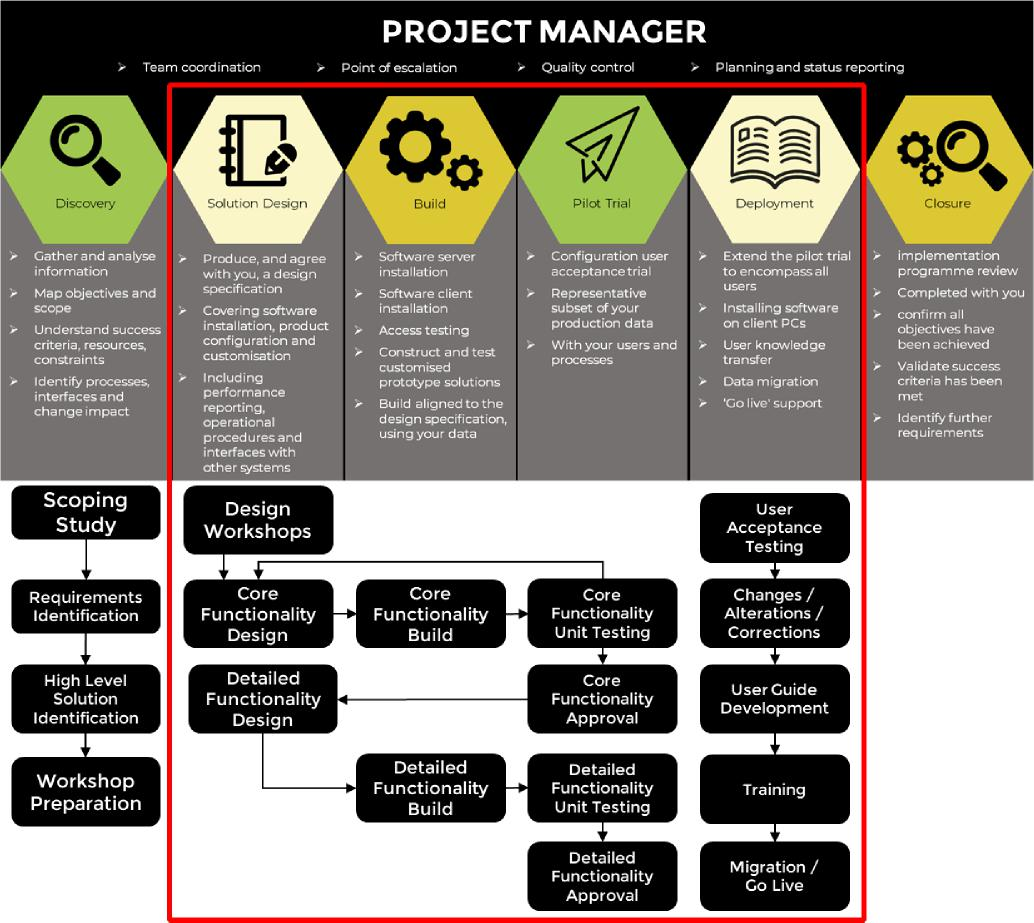 PROJECT MANAGER
Team coordination
Point of escalation
Quality control
Planning and status reporting
Discovery
Gather and analyse
information
Map objectives and
scope
Understand success
criteria, resources,
constraints
Identify processes,
interfaces and
change impact
Solution Design
Produce, and agree
with you, a design
specification
Covering software
installation, product
configuration and
customisation
Including
performance
reporting,
operational
procedures and
interfaces with
other systems
Build
Software server
installation
Software client
installation
Access testing
Construct and test
customised
prototype solutions
Build aligned to the
design specification,
using your data
Pilot Trial
Configuration user
acceptance trial
Representative
subset of your
production data
With your users and
processes
Deployment
Extend the pilot trial
to encompass all
users
Installing software
on client PCs
User knowledge
transfer
Data migration
'Go live' support
Closure
implementation
programme review
Completed with you
confirm all
objectives have
been achieved
Validate success
criteria has been
met
Identify further
requirements
Scoping
Study
Requirements
Identification
High Level
Solution
Identification
Workshop
Preparation
Design
Workshops
Core
Functionality
Design
Core
Functionality
Build
Core
Functionality
Unit Testing
Core
Functionality
Approval
Detailed
Functionality
Design
Detailed
Functionality
Build
Detailed
Functionality
Unit Testing
Detailed
Functionality
Approval
User
Acceptance
Testing
Changes /
Alterations /
Corrections
User Guide
Development
Training
Migration /
Go Live